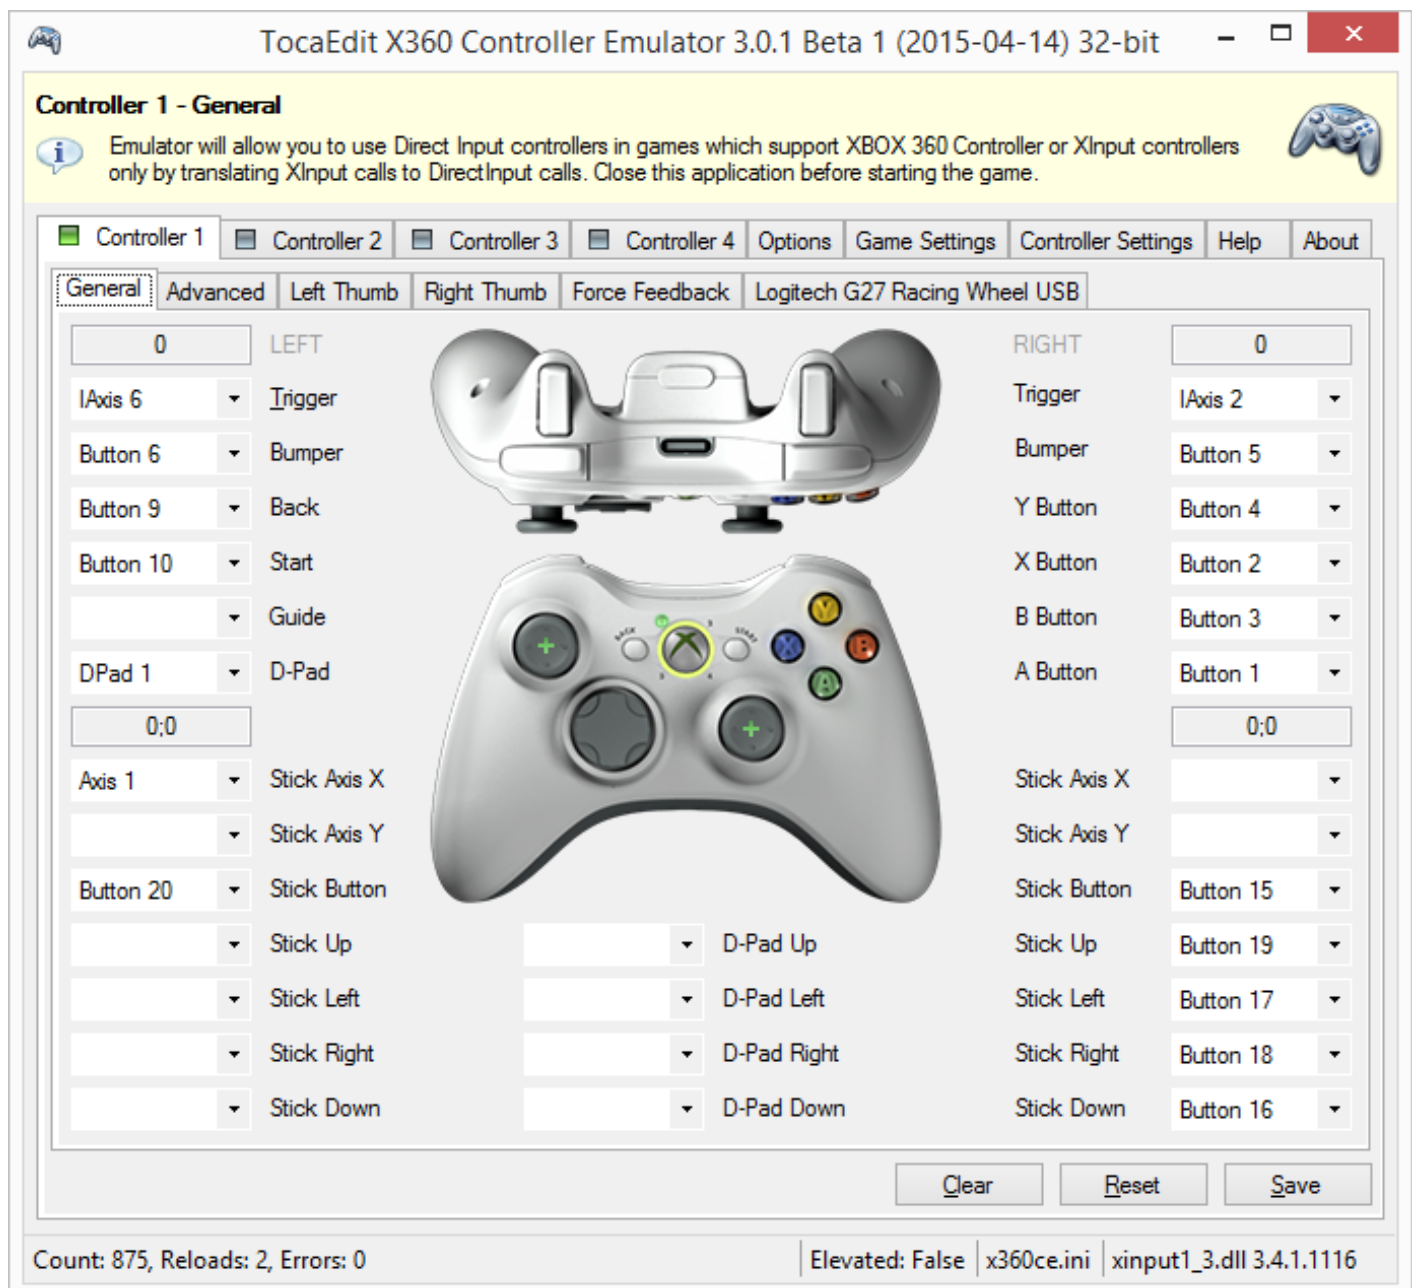 TocaEdit X360 Controller Emulator 3.0.1 Beta 1 (2015-04-14) 32-bit
Controller 1 - General
Emulator will allow you to use Direct Input controllers in games which support XBOX 360 Controller or XInput controllers
only by translating XInput calls to DirectInput calls. Close this application before starting the game.
Controller 1 Controller 2 Controller 3 Controller 4 Options Game Settings Controller Settings Help About
General Advanced Left Thumb Right Thumb Force Feedback Logitech G27 Racing Wheel USB
0 LEFT RIGHT 0
IAxis 6 Trigger Trigger IAxis 2
Button 6 Bumper Bumper Button 5
Button 9 Back Y Button Button 4
Button 10 Start X Button Button 2
Guide B Button Button 3
DPad 1 D-Pad A Button Button 1
BACK START
Y
X B
A
0;0 0;0
Axis 1 Stick Axis X Stick Axis X
Stick Axis Y Stick Axis Y
Button 20 Stick Button Stick Button Button 15
Stick Up D-Pad Up Stick Up Button 19
Stick Left D-Pad Left Stick Left Button 17
Stick Right D-Pad Right Stick Right Button 18
Stick Down D-Pad Down Stick Down Button 16
Clear Reset Save
Count: 875, Reloads: 2, Errors: 0 Elevated: False x360ce.ini xinput1_3.dll 3.4.1.1116